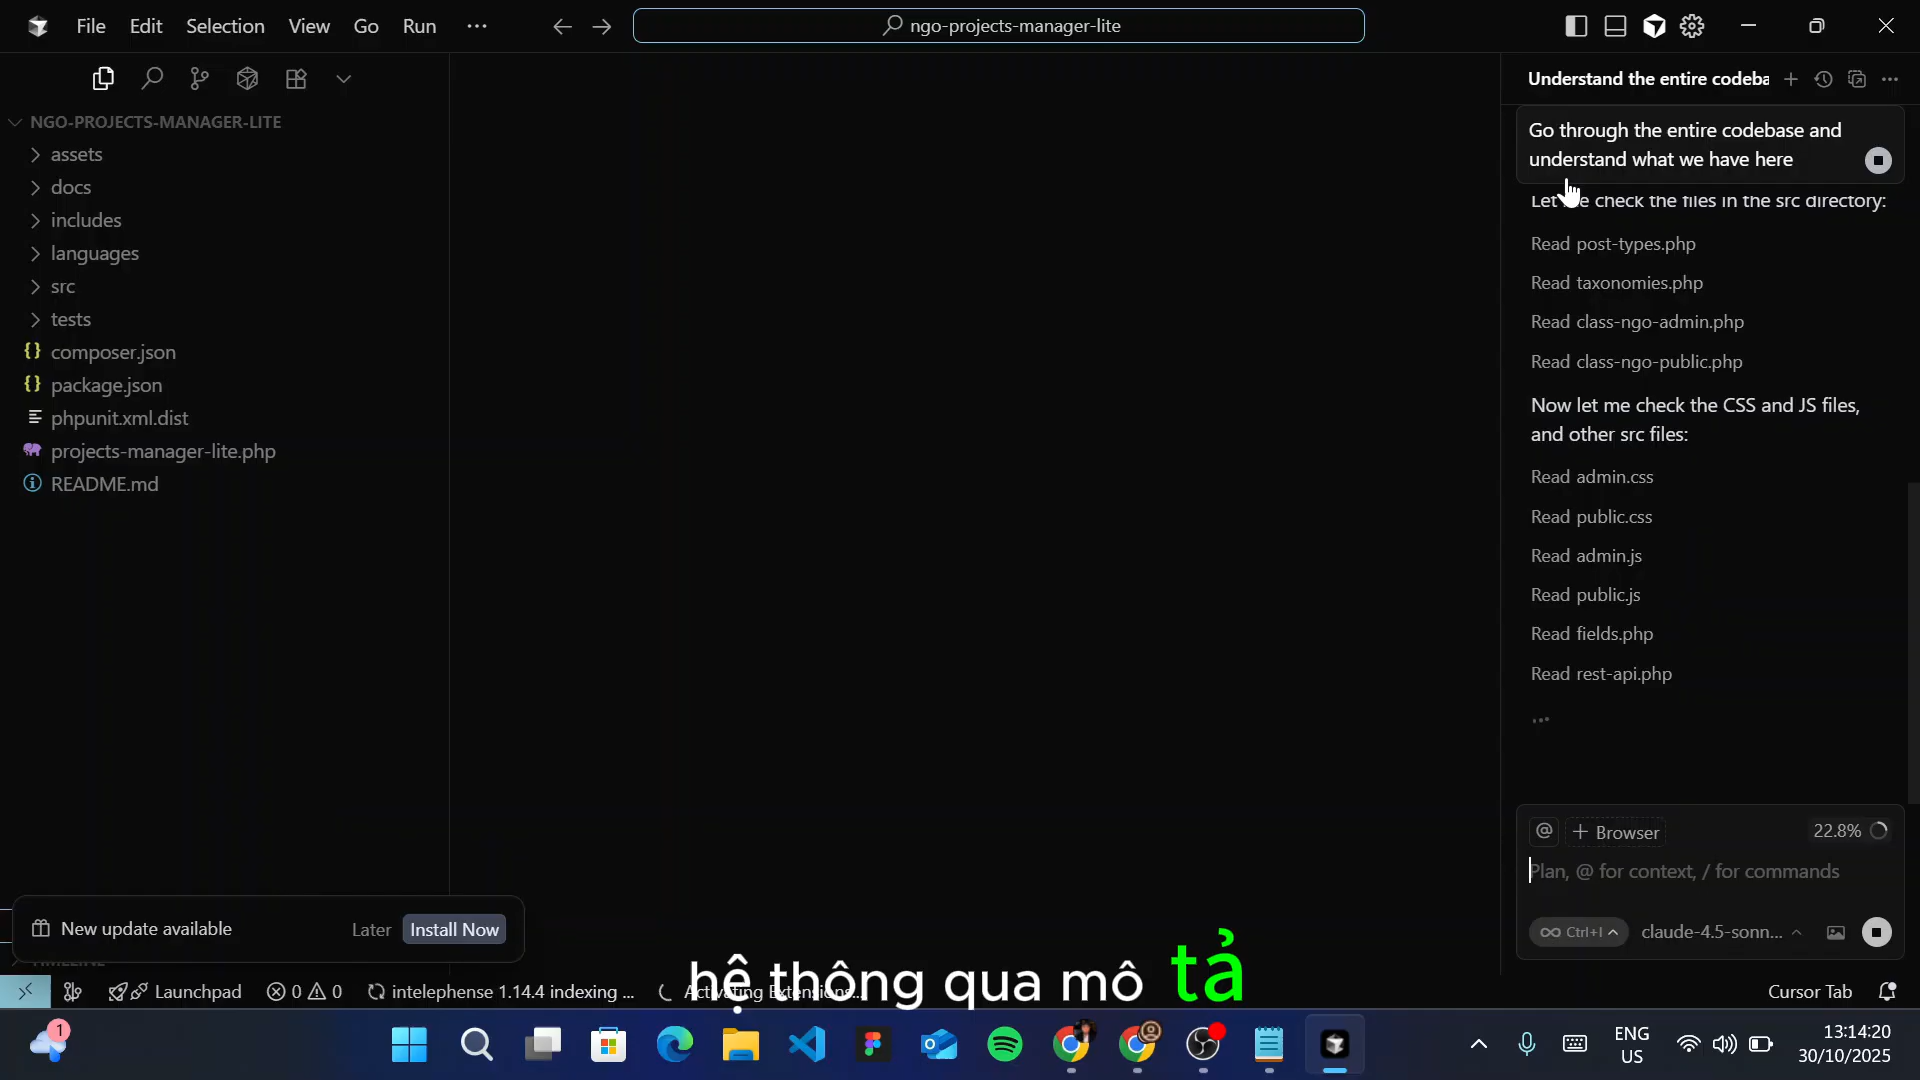 File Edit Selection View Go Run ...
ngo-projects-manager-lite
NGO-PROJECTS-MANAGER-LITE
assets
docs
includes
languages
src
tests
composer.json
package.json
phpunit.xml.dist
projects-manager-lite.php
README.md
New update available
Later
Install Now
Launchpad
0
0
intelephense 1.14.4 indexing ...
Activating Extensions...
hệ thông qua mô tả
Understand the entire codeba
Go through the entire codebase and
understand what we have here
Let me check the files in the src directory:
Read post-types.php
Read taxonomies.php
Read class-ngo-admin.php
Read class-ngo-public.php
Now let me check the CSS and JS files,
and other src files:
Read admin.css
Read public.css
Read admin.js
Read public.js
Read fields.php
Read rest-api.php
...
@
+ Browser
22.8%
Plan, @ for context, / for commands
∞ Ctrl+I
claude-4.5-sonn...
Cursor Tab
1
ENG
US
13:14:20
30/10/2025